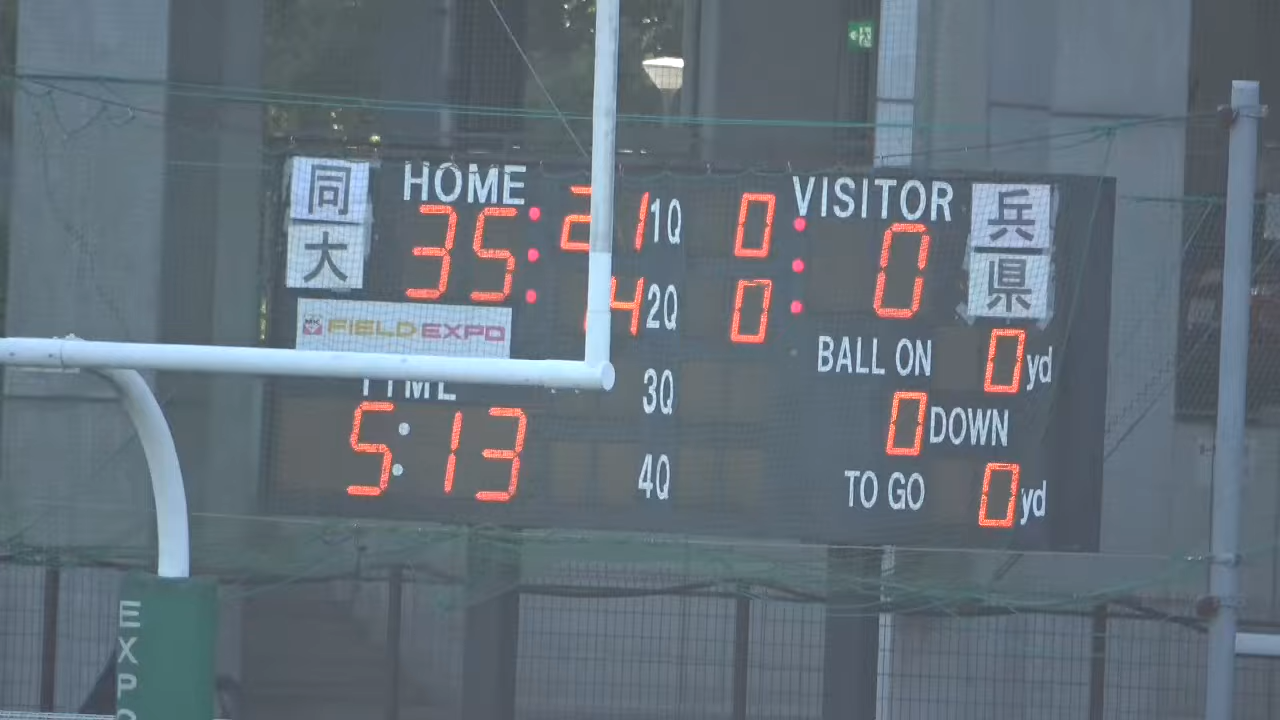 同大
HOME
35
21 1Q 0
VISITOR
0
兵県
14 2Q 0
FIELD EXPO
BALL ON 0 yd
TIME
5:13
3Q
0 DOWN
4Q
TO GO 0 yd
EXPO